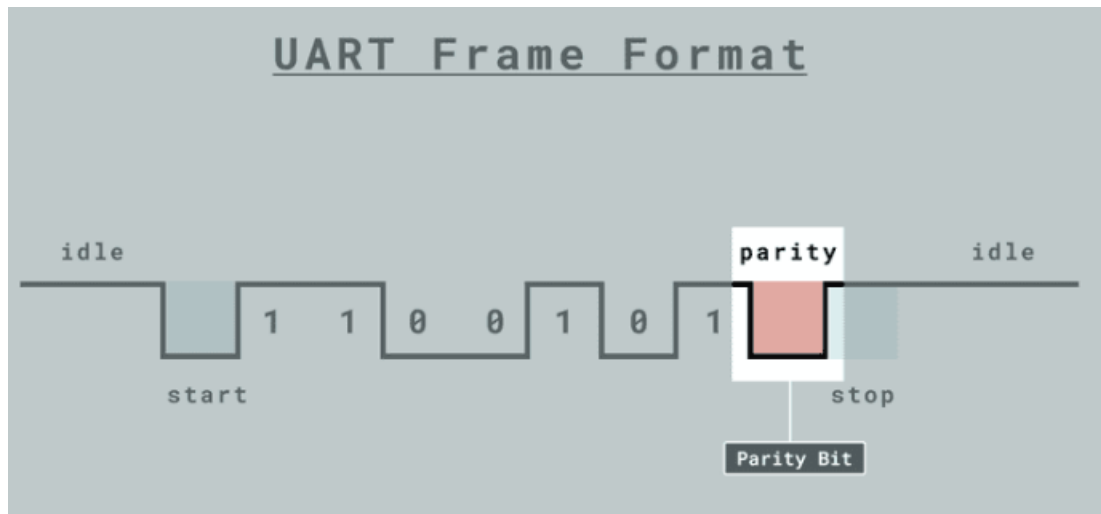 UART Frame Format
idle parity idle
1 1 0 0 1 0 1
start stop
Parity Bit